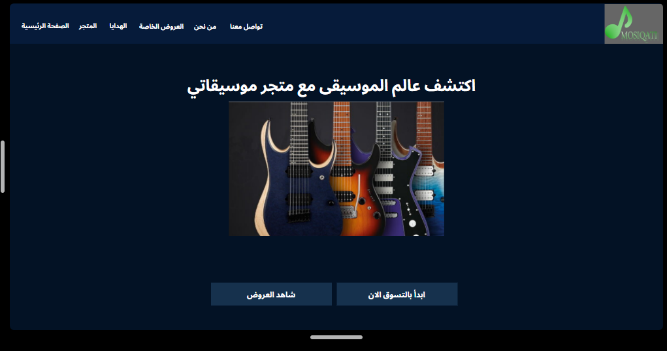 الصفحة الرئيسية المتجر الهدايا العروض الخاصة من نحن تواصل معنا
MOSIQATI
اكتشف عالم الموسيقى مع متجر موسيقاتي
ابدأ بالتسوق الان
شاهد العروض